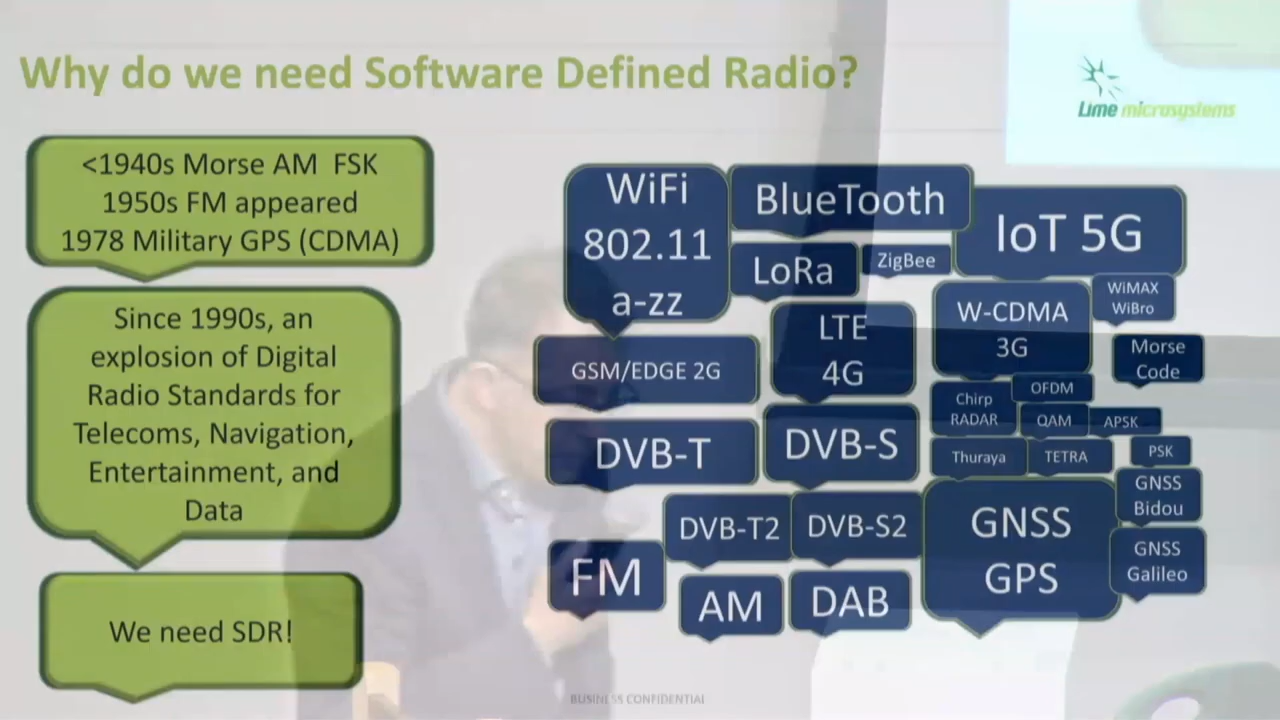 Why do we need Software Defined Radio?
Lime microsystems
<1940s Morse AM FSK
1950s FM appeared
1978 Military GPS (CDMA)
Since 1990s, an
explosion of Digital
Radio Standards for
Telecoms, Navigation,
Entertainment, and
Data
We need SDR!
WiFi
802.11
a-zz
BlueTooth
IoT 5G
LoRa
ZigBee
WiMAX
WiBro
GSM/EDGE 2G
LTE
4G
W-CDMA
3G
Morse
Code
Chirp
RADAR
OFDM
QAM
APSK
DVB-T
DVB-S
Thuraya
TETRA
PSK
GNSS
Bidou
DVB-T2
DVB-S2
GNSS
GPS
GNSS
Galileo
FM
AM
DAB
BUSINESS CONFIDENTIAL